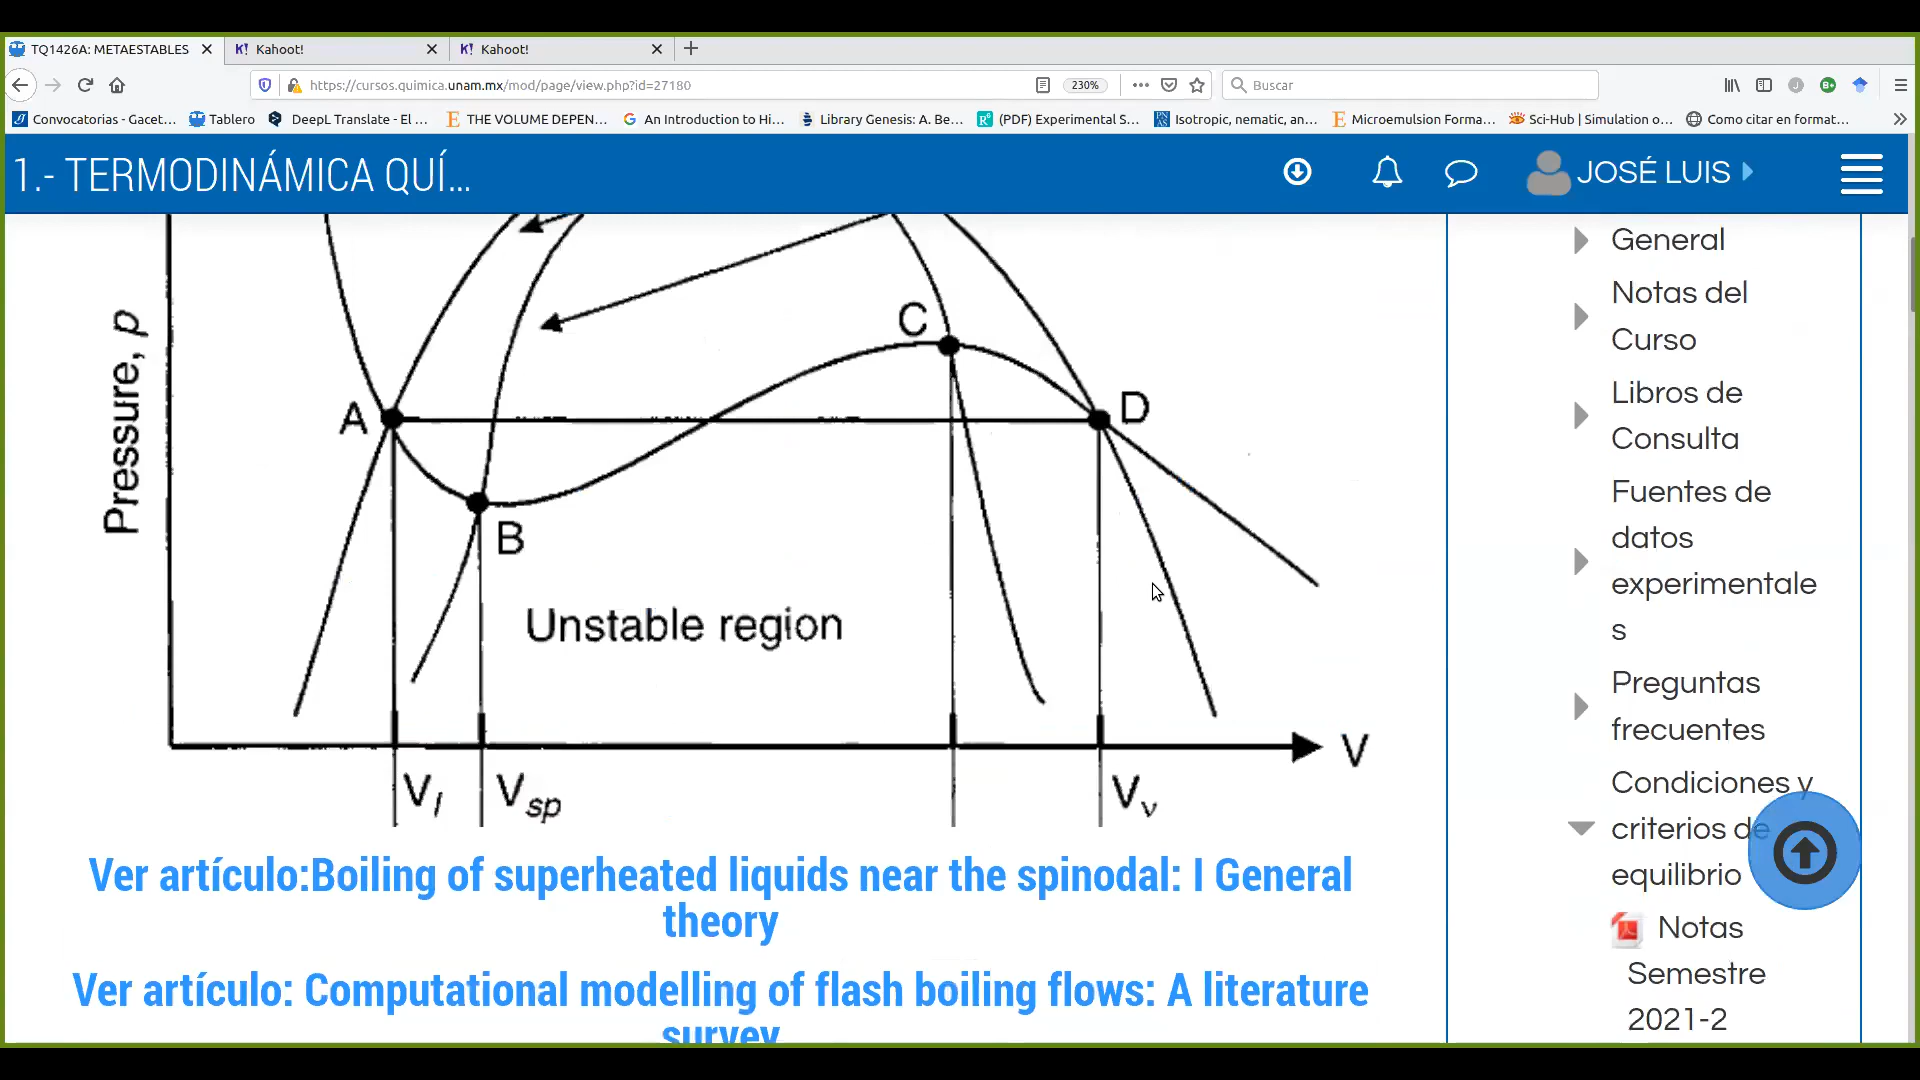 TQ1426A: METAESTABLES
K! Kahoot!
K! Kahoot!
https://cursos.quimica.unam.mx/mod/page/view.php?id=27180
230%
Buscar
Convocatorias - Gacet...
Tablero
DeepL Translate - El ...
THE VOLUME DEPEN...
An Introduction to Hi...
Library Genesis: A. Be...
(PDF) Experimental S...
Isotropic, nematic, an...
Microemulsion Forma...
Sci-Hub | Simulation o...
Como citar en format...
1.- TERMODINÁMICA QUÍ...
JOSÉ LUIS
Pressure, p
A
B
C
D
Unstable region
V
Vl
Vsp
Vv
Ver artículo:Boiling of superheated liquids near the spinodal: I General
theory
Ver artículo: Computational modelling of flash boiling flows: A literature
survey
General
Notas del
Curso
Libros de
Consulta
Fuentes de
datos
experimentale
s
Preguntas
frecuentes
Condiciones y
criterios de
equilibrio
Notas
Semestre
2021-2